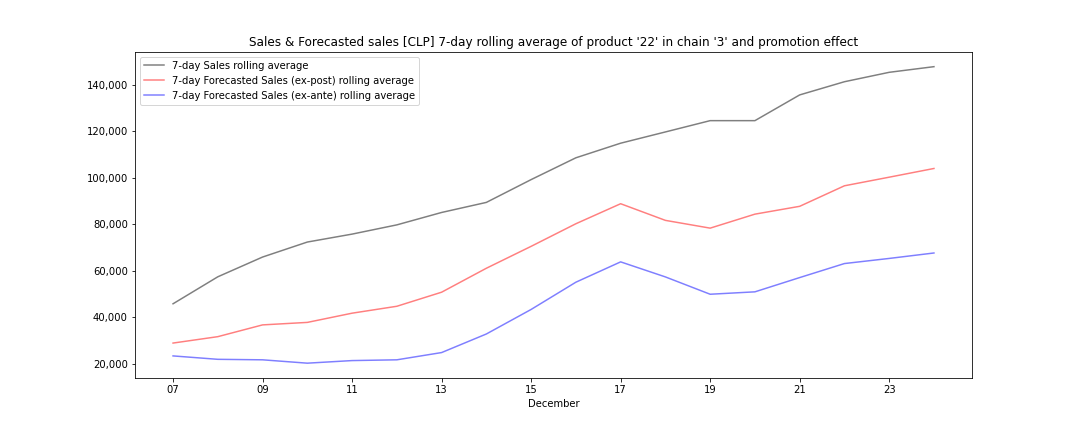 Sales & Forecasted sales [CLP] 7-day rolling average of product '22' in chain '3' and promotion effect
7-day Sales rolling average
7-day Forecasted Sales (ex-post) rolling average
7-day Forecasted Sales (ex-ante) rolling average
140,000
120,000
100,000
80,000
60,000
40,000
20,000
07 09 11 13 15 17 19 21 23
December